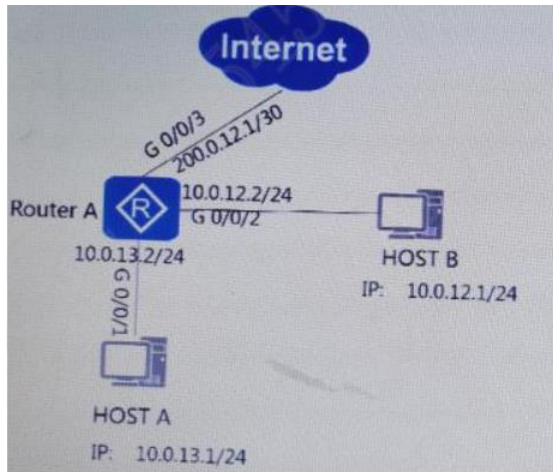 Internet
G 0/0/3
200.0.12.1/30
Router A
R
10.0.12.2/24
G 0/0/2
10.0.13.2/24
G 0/0/1
HOST B
IP: 10.0.12.1/24
HOST A
IP: 10.0.13.1/24